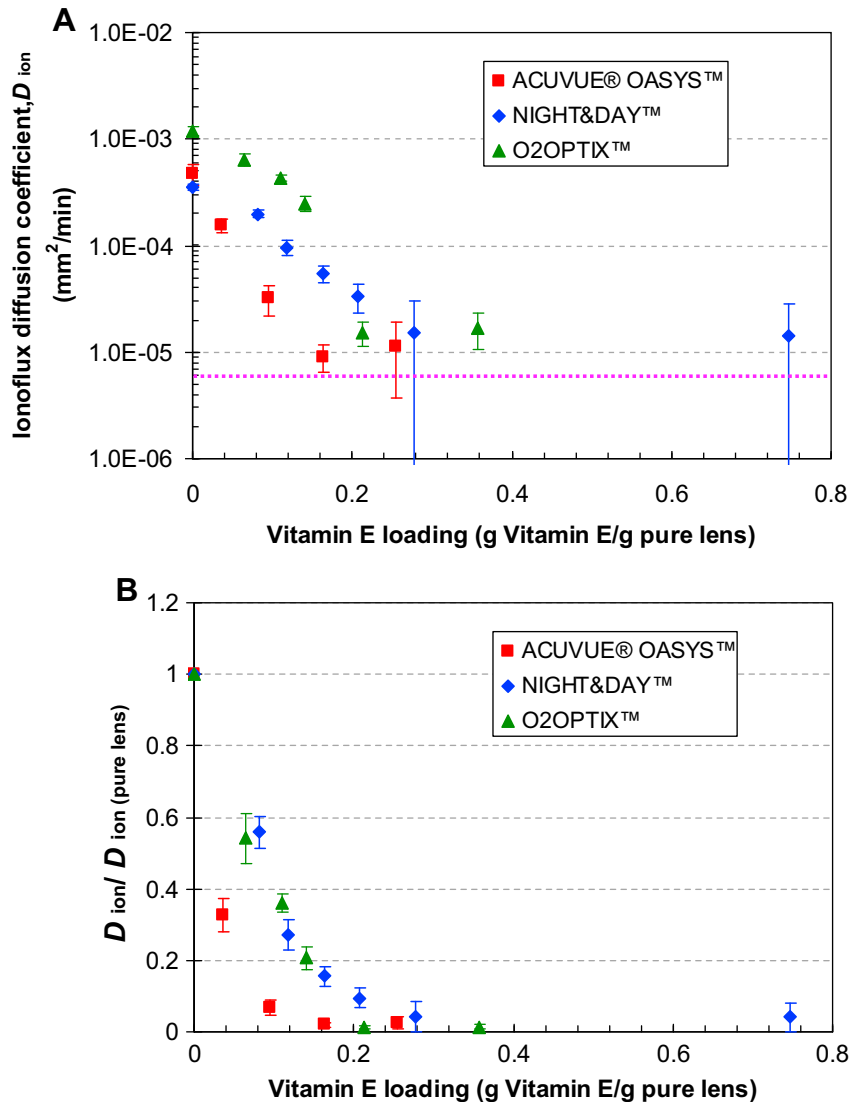 A
Ionoflux diffusion coefficient, D ion
(mm²/min)
1.0E-02
1.0E-03
1.0E-04
1.0E-05
1.0E-06
ACUVUE® OASYS™
NIGHT&DAY™
O2OPTIX™
0 0.2 0.4 0.6 0.8
Vitamin E loading (g Vitamin E/g pure lens)
B
D ion/ D ion (pure lens)
1.2
1
0.8
0.6
0.4
0.2
0
ACUVUE® OASYS™
NIGHT&DAY™
O2OPTIX™
0 0.2 0.4 0.6 0.8
Vitamin E loading (g Vitamin E/g pure lens)